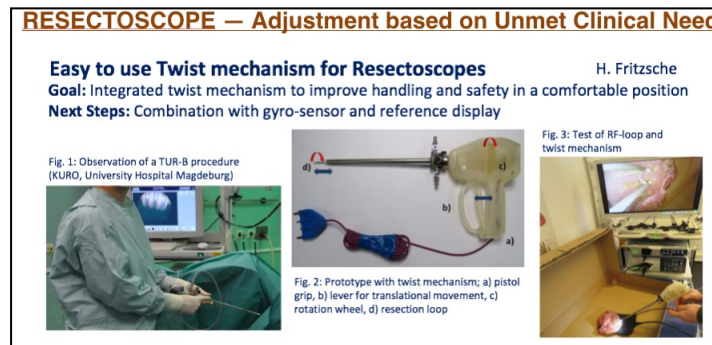 RESECTOSCOPE — Adjustment based on Unmet Clinical Need
Easy to use Twist mechanism for Resectoscopes
H. Fritzsche
Goal: Integrated twist mechanism to improve handling and safety in a comfortable position
Next Steps: Combination with gyro-sensor and reference display
Fig. 1: Observation of a TUR-B procedure
(KURO, University Hospital Magdeburg)
d)
c)
b)
a)
Fig. 2: Prototype with twist mechanism; a) pistol
grip, b) lever for translational movement, c)
rotation wheel, d) resection loop
Fig. 3: Test of RF-loop and
twist mechanism